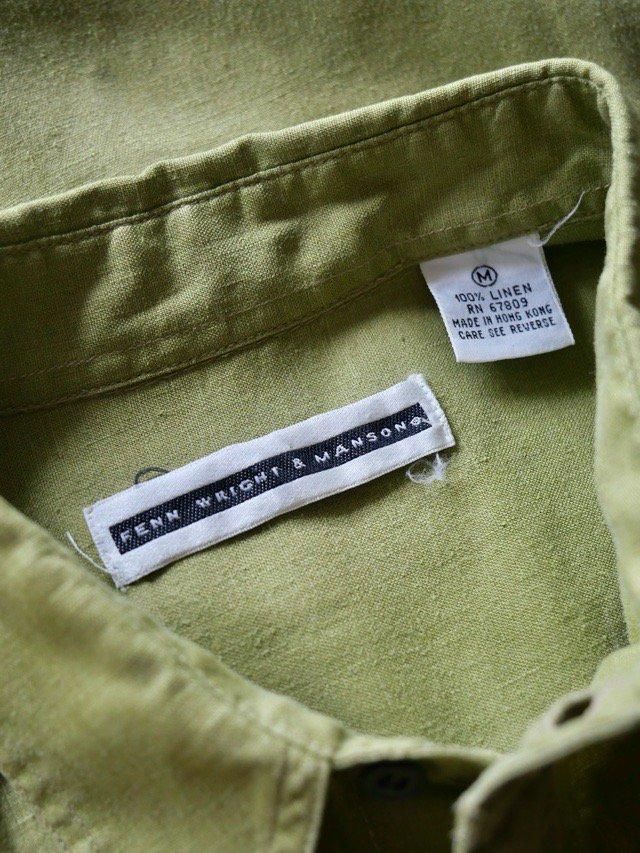 M
100% LINEN
RN 67809
MADE IN HONG KONG
CARE SEE REVERSE
FENN WRIGHT & MANSON®